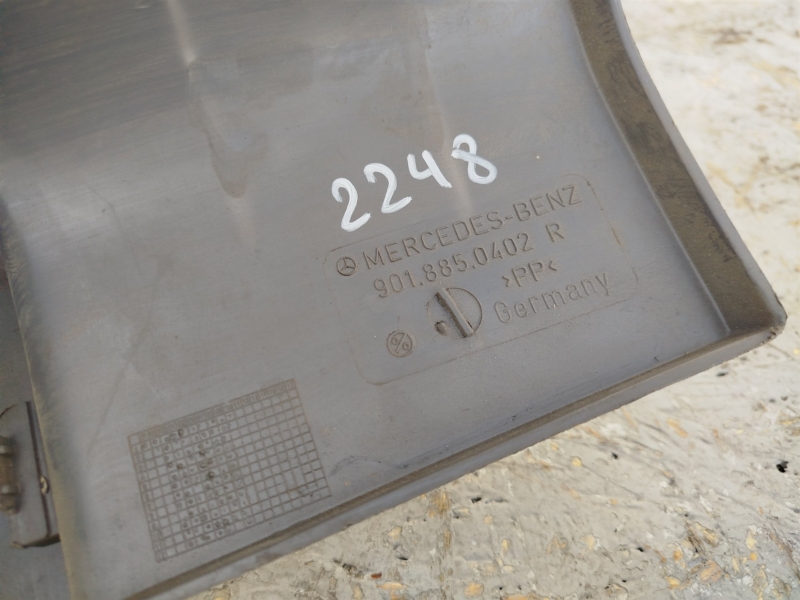 2248
MERCEDES-BENZ
901.885.0402 R
>PP<
Germany